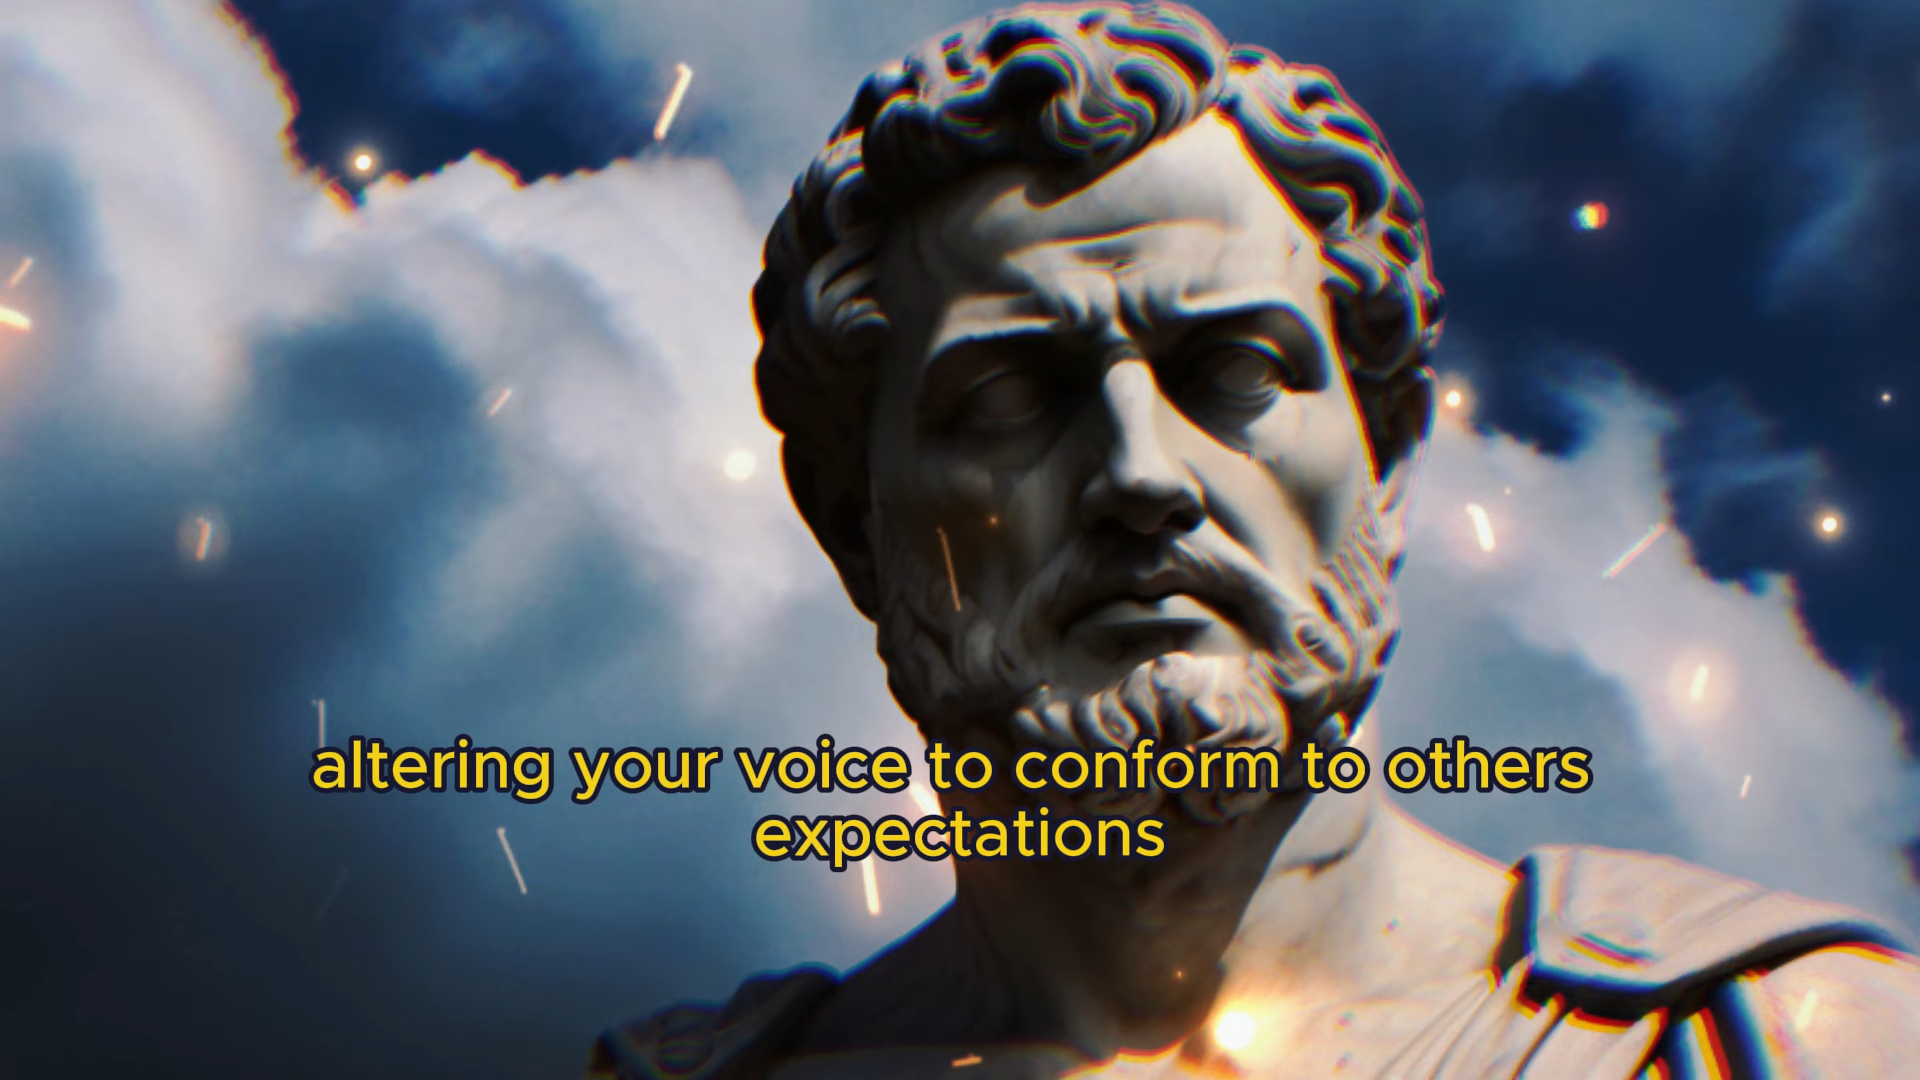 altering your voice to conform to others
expectations